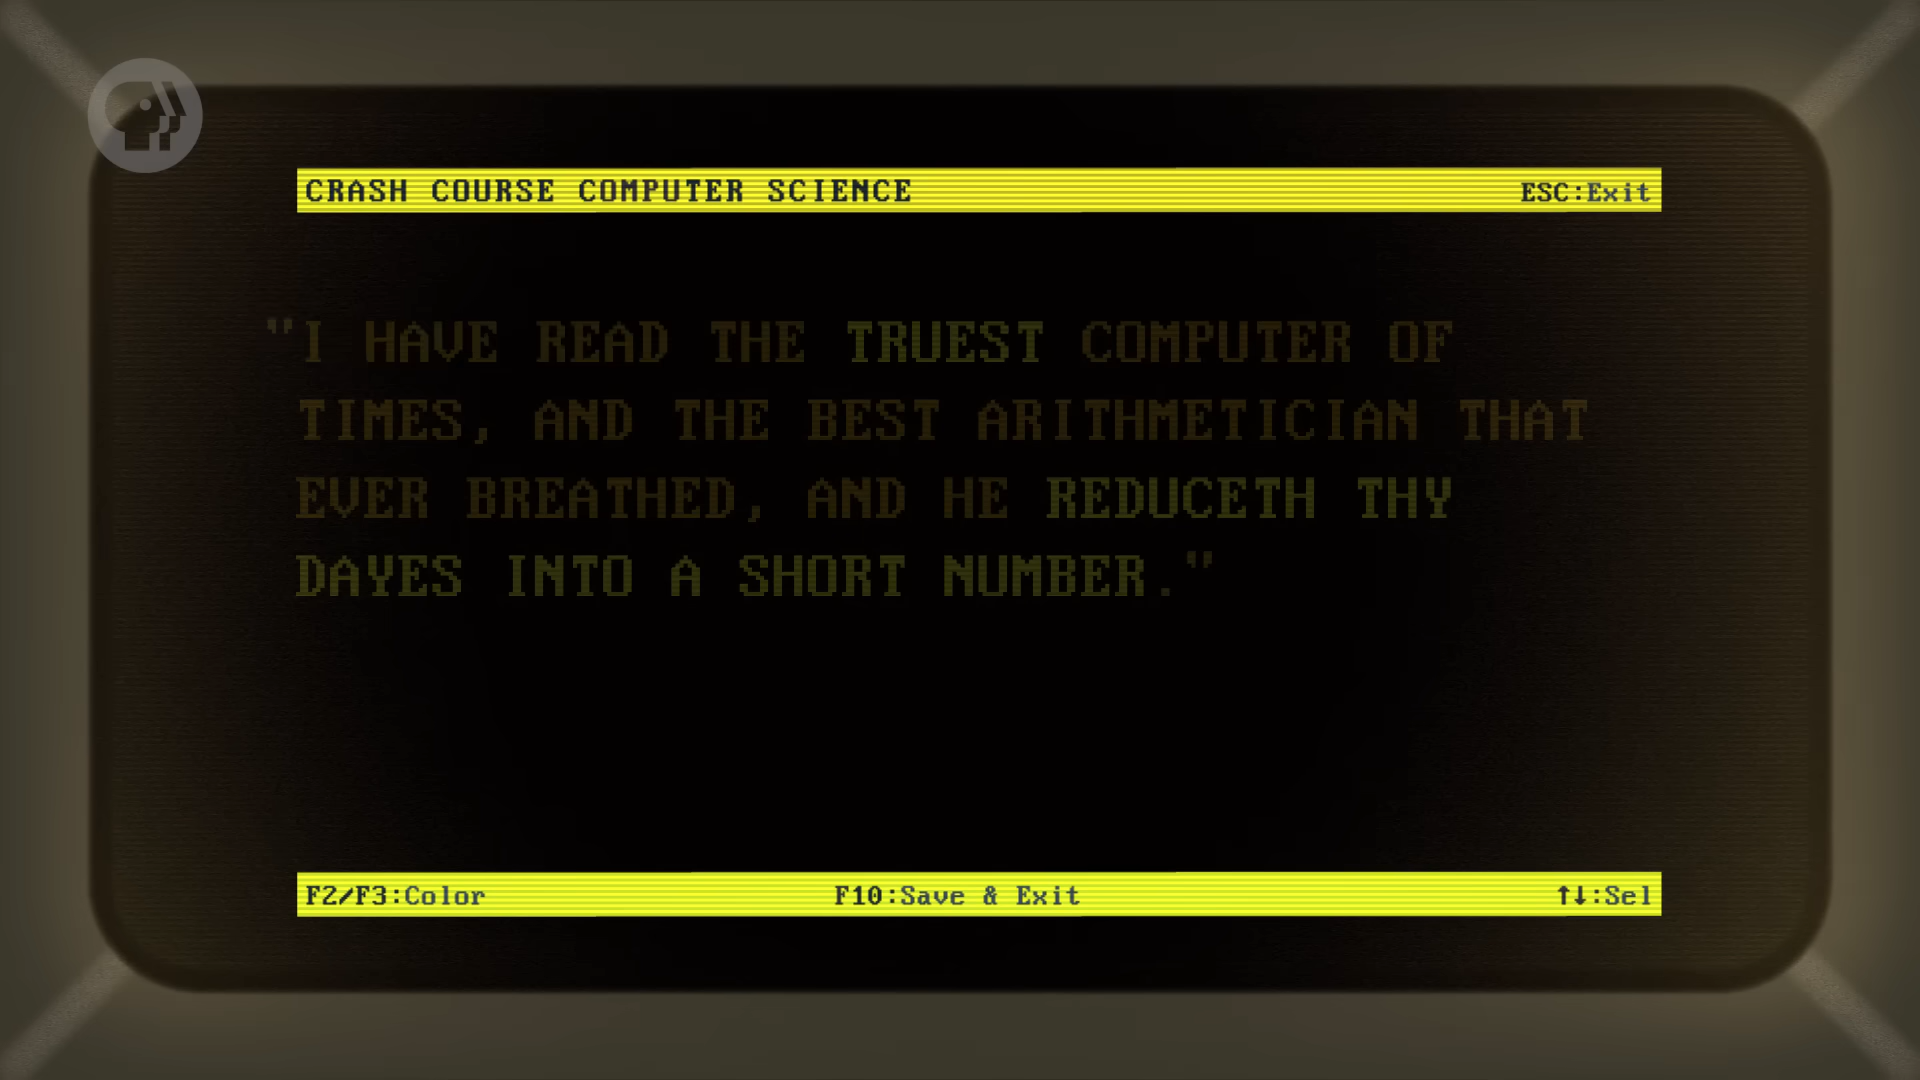 CRASH COURSE COMPUTER SCIENCE ESC:Exit
"I HAVE READ THE TRUEST COMPUTER OF
TIMES, AND THE BEST ARITHMETICIAN THAT
EVER BREATHED, AND HE REDUCETH THY
DAYES INTO A SHORT NUMBER."
F2/F3:Color F10:Save & Exit ↑↓:Sel